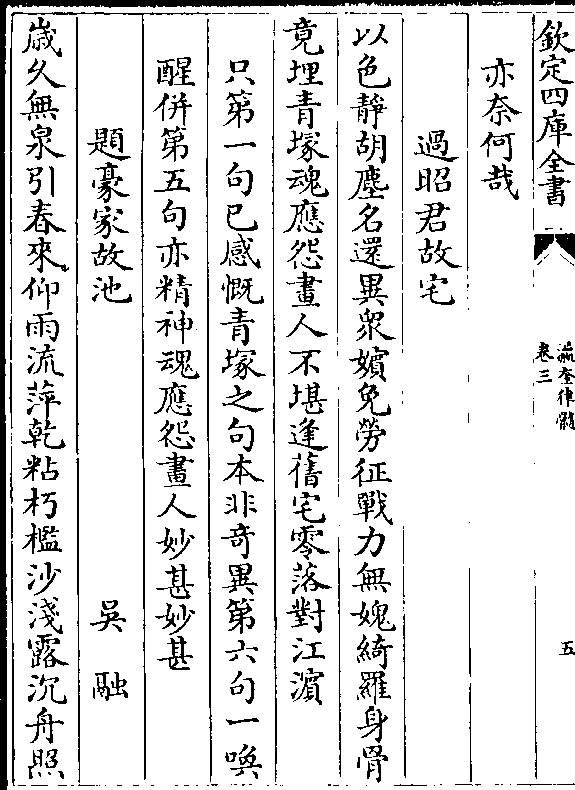 欽定四庫全書
瀛奎律髓
卷三
五
亦奈何哉
過昭君故宅
以色靜胡塵名還異衆嬪免勞征戰力無媿綺羅身骨
竟埋青塚魂應怨畫人不堪逢舊宅零落對江濵
只第一句已感慨青塚之句本非竒異第六句一喚
醒併第五句亦精神魂應怨畫人妙甚妙甚
題豪家故池　吳融
歲久無泉引春來仰雨流萍乾粘朽檻沙淺露沉舟照